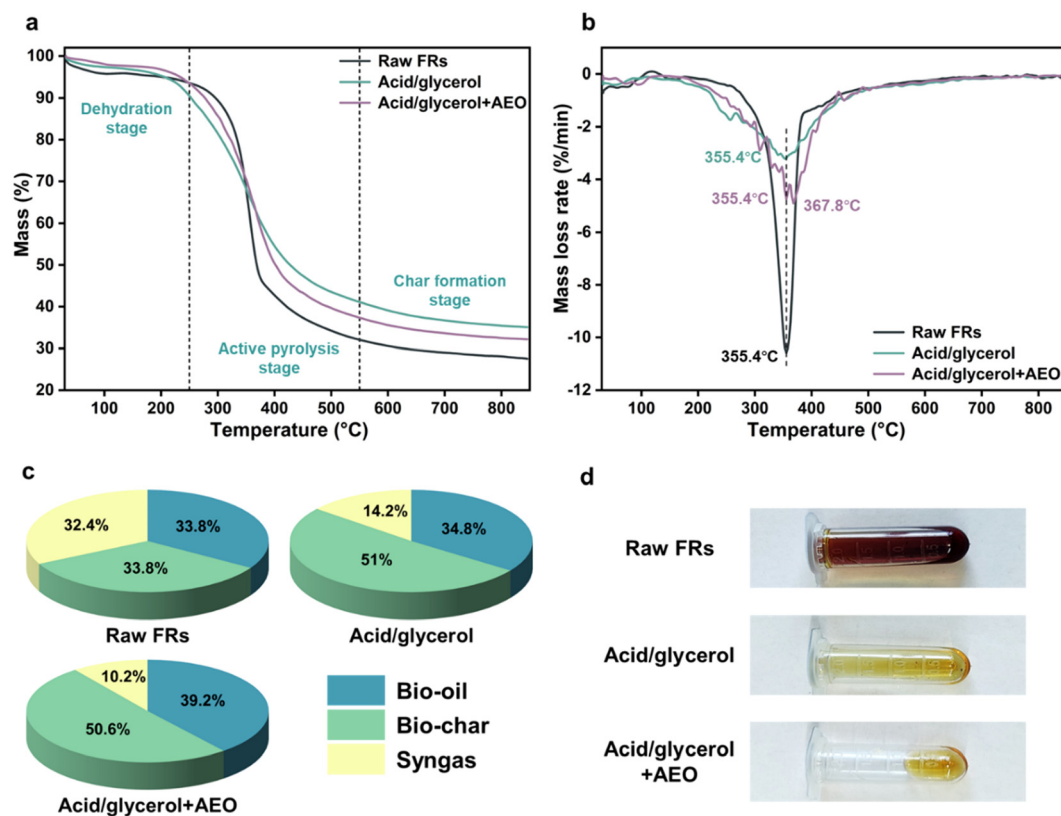 a
100
90
80
70
60
50
40
30
20
Mass (%)
100
200
300
400
500
600
700
800
Temperature (°C)
Raw FRs
Acid/glycerol
Acid/glycerol+AEO
Dehydration
stage
Active pyrolysis
stage
Char formation
stage
b
0
-2
-4
-6
-8
-10
-12
Mass loss rate (%/min)
100
200
300
400
500
600
700
800
Temperature (°C)
355.4°C
355.4°C
367.8°C
355.4°C
Raw FRs
Acid/glycerol
Acid/glycerol+AEO
c
32.4%
33.8%
33.8%
Raw FRs
14.2%
34.8%
51%
Acid/glycerol
10.2%
39.2%
50.6%
Acid/glycerol+AEO
Bio-oil
Bio-char
Syngas
d
Raw FRs
Acid/glycerol
Acid/glycerol
+AEO